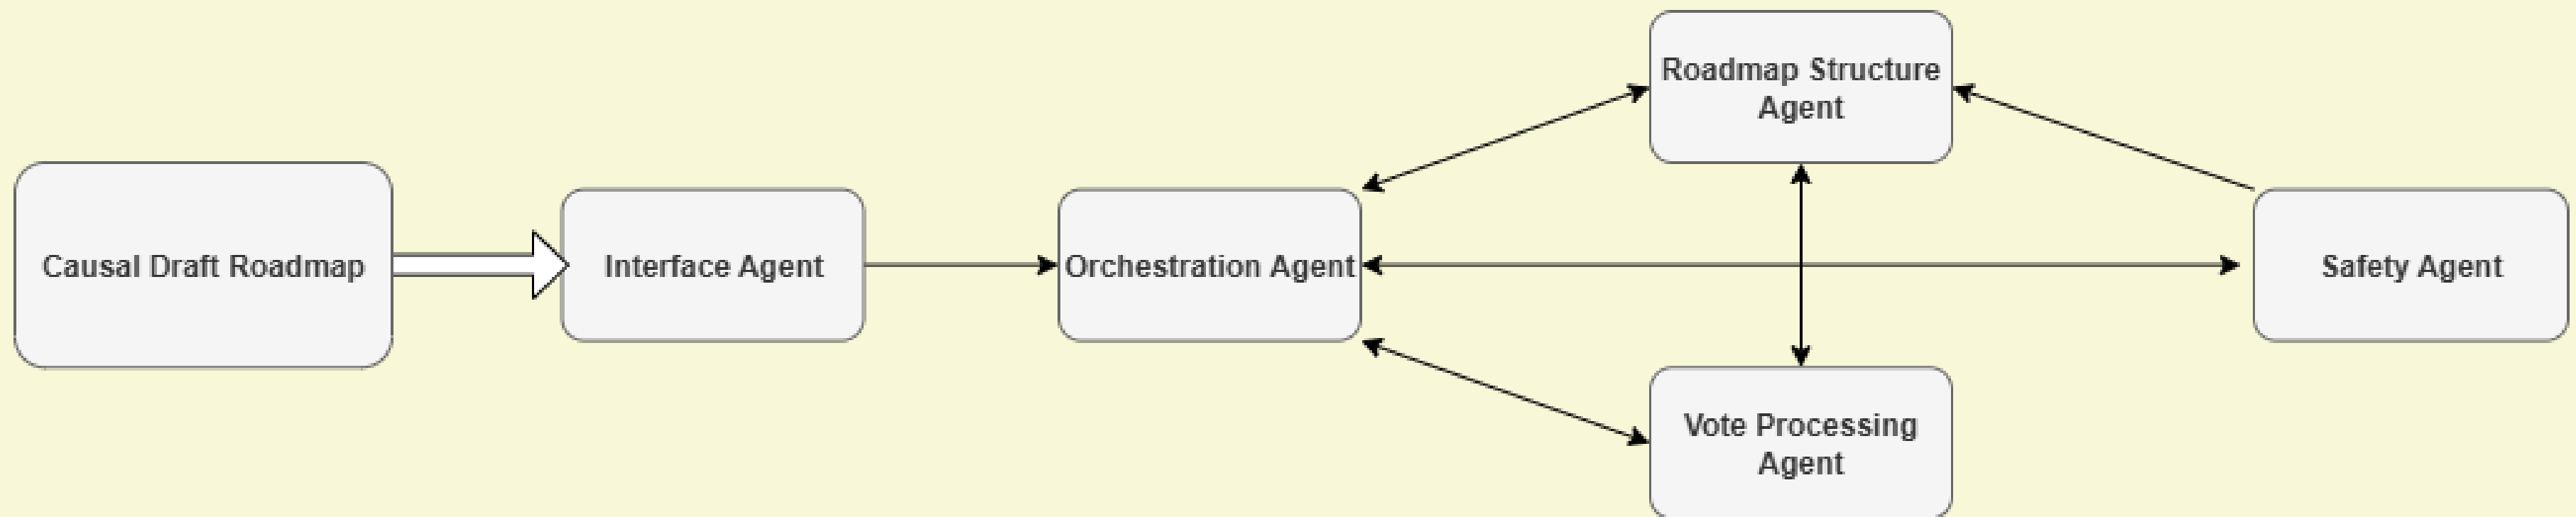 Causal Draft Roadmap
Interface Agent
Orchestration Agent
Roadmap Structure
Agent
Vote Processing
Agent
Safety Agent